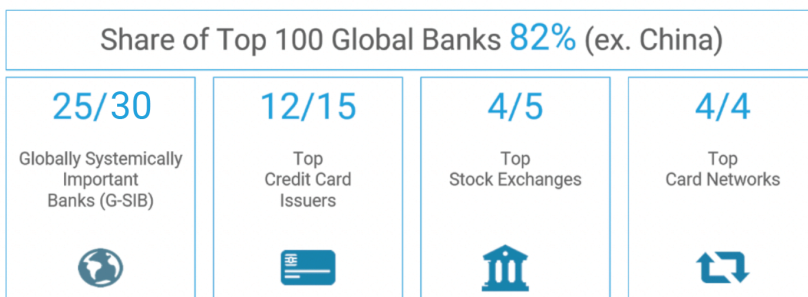 Share of Top 100 Global Banks 82% (ex. China)
25/30
Globally Systemically
Important
Banks (G-SIB)
12/15
Top
Credit Card
Issuers
4/5
Top
Stock Exchanges
4/4
Top
Card Networks